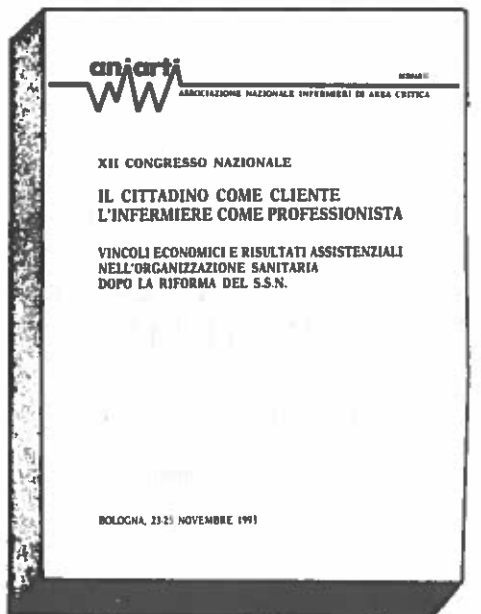 aniarti
ASSOCIAZIONE NAZIONALE INFERMIERI DI AREA CRITICA
XII CONGRESSO NAZIONALE
IL CITTADINO COME CLIENTE
L'INFERMIERE COME PROFESSIONISTA
VINCOLI ECONOMICI E RISULTATI ASSISTENZIALI
NELL'ORGANIZZAZIONE SANITARIA
DOPO LA RIFORMA DEL S.S.N.
BOLOGNA, 23-25 NOVEMBRE 1993